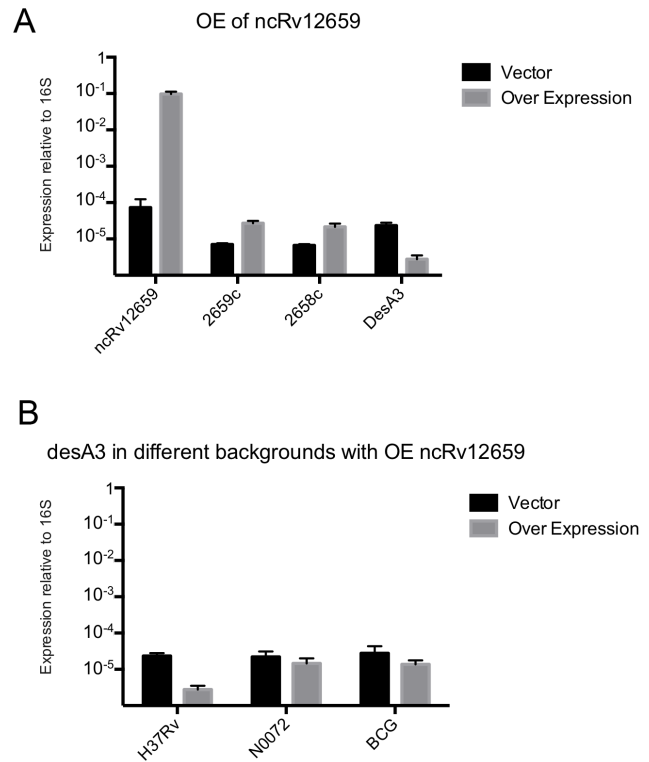 A
OE of ncRv12659
Expression relative to 16S
1
10-1
10-2
10-3
10-4
10-5
Vector
Over Expression
ncRv12659
2659c
2658c
DesA3
B
desA3 in different backgrounds with OE ncRv12659
Expression relative to 16S
1
10-1
10-2
10-3
10-4
10-5
Vector
Over Expression
H37Rv
N0072
BCG